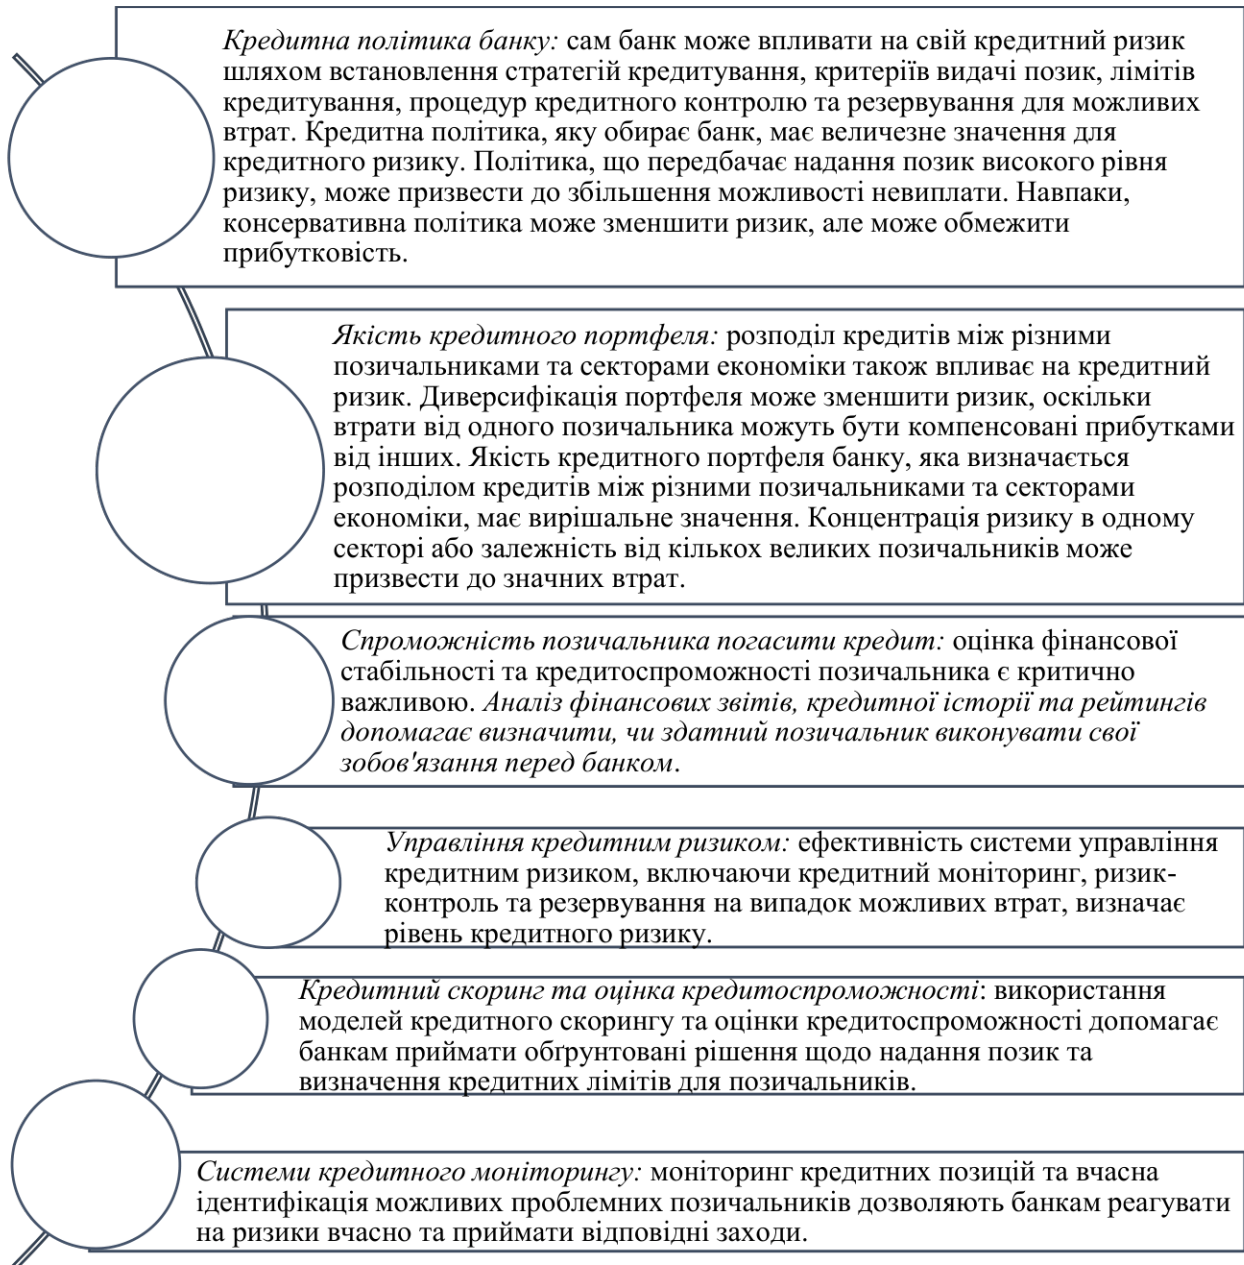 Кредитна політика банку: сам банк може впливати на свій кредитний ризик
шляхом встановлення стратегій кредитування, критеріїв видачі позик, лімітів
кредитування, процедур кредитного контролю та резервування для можливих
втрат. Кредитна політика, яку обирає банк, має величезне значення для
кредитного ризику. Політика, що передбачає надання позик високого рівня
ризику, може призвести до збільшення можливості невиплати. Навпаки,
консервативна політика може зменшити ризик, але може обмежити
прибутковість.
Якість кредитного портфеля: розподіл кредитів між різними
позичальниками та секторами економіки також впливає на кредитний
ризик. Диверсифікація портфеля може зменшити ризик, оскільки
втрати від одного позичальника можуть бути компенсовані прибутками
від інших. Якість кредитного портфеля банку, яка визначається
розподілом кредитів між різними позичальниками та секторами
економіки, має вирішальне значення. Концентрація ризику в одному
секторі або залежність від кількох великих позичальників може
призвести до значних втрат.
Спроможність позичальника погасити кредит: оцінка фінансової
стабільності та кредитоспроможності позичальника є критично
важливою. Аналіз фінансових звітів, кредитної історії та рейтингів
допомагає визначити, чи здатний позичальник виконувати свої
зобов'язання перед банком.
Управління кредитним ризиком: ефективність системи управління
кредитним ризиком, включаючи кредитний моніторинг, ризик-
контроль та резервування на випадок можливих втрат, визначає
рівень кредитного ризику.
Кредитний скоринг та оцінка кредитоспроможності: використання
моделей кредитного скорингу та оцінки кредитоспроможності допомагає
банкам приймати обґрунтовані рішення щодо надання позик та
визначення кредитних лімітів для позичальників.
Системи кредитного моніторингу: моніторинг кредитних позицій та вчасна
ідентифікація можливих проблемних позичальників дозволяють банкам реагувати
на ризики вчасно та приймати відповідні заходи.